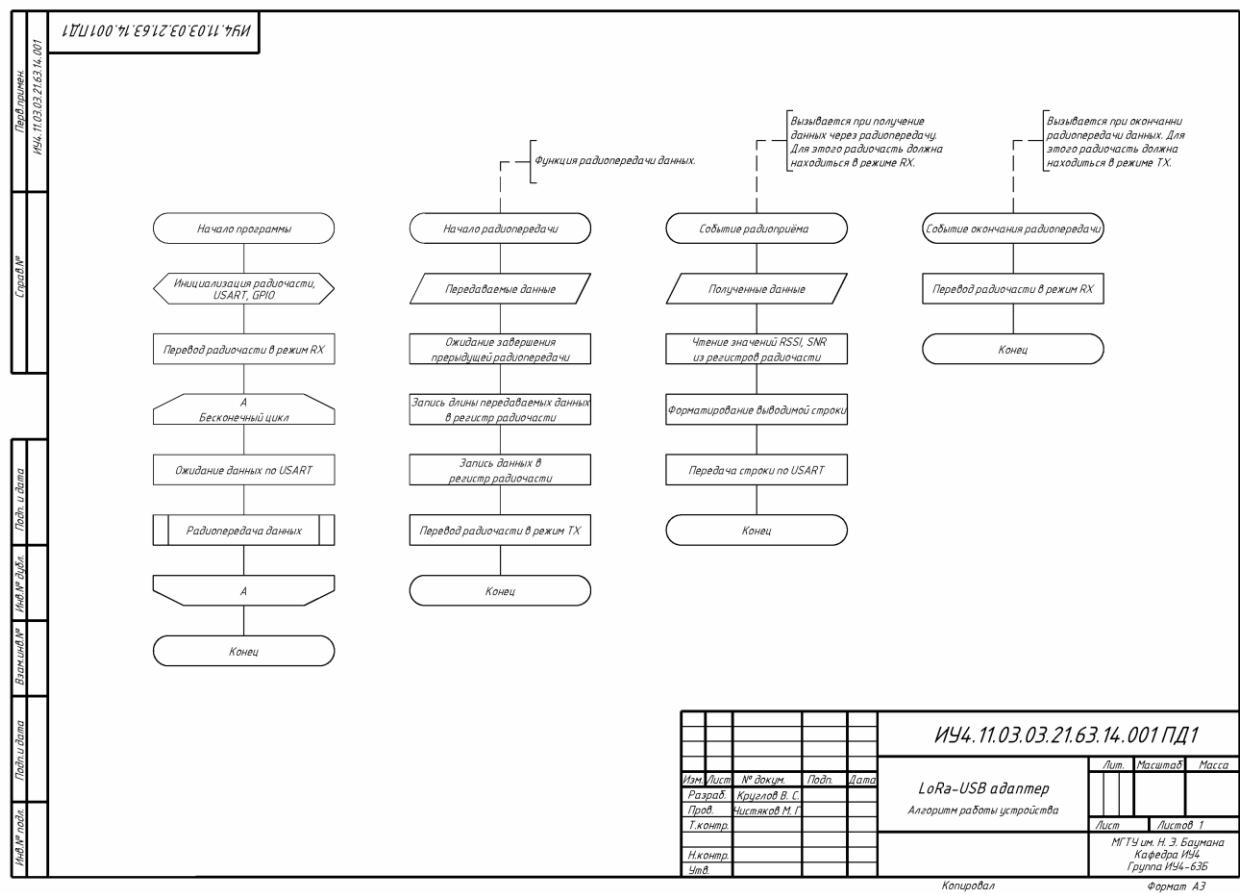 ИУ4.11.03.03.21.63.14.001 ПД1
Перв.примен.
ИУ4.11.03.03.21.63.14.001
Справ.№
Подп. и дата
Инв.№ дубл.
Взам.инв.№
Подп.и дата
Инв.№ подл.
Начало программы
Инициализация радиочасти,
USART, GPIO
Перевод радиочасти в режим RX
А
Бесконечный цикл
Ожидание данных по USART
Радиопередача данных
А
Конец
Функция радиопередачи данных.
Начало радиопередачи
Передаваемые данные
Ожидание завершения
прерыдущей радиопередачи
Запись длины передаваемых данных
в регистр радиочасти
Запись данных в
регистр радиочасти
Перевод радиочасти в режим TX
Конец
Вызывается при получение
данных через радиопередачу.
Для этого радиочасть должна
находиться в режиме RX.
Событие радиоприёма
Полученные данные
Чтение значений RSSI, SNR
из регистров радиочасти
Форматирование выводимой строки
Передача строки по USART
Конец
Вызывается при окончании
радиопередачи данных. Для
этого радиочасть должна
находиться в режиме TX.
Событие окончания радиопередачи
Перевод радиочасти в режим RX
Конец
ИУ4.11.03.03.21.63.14.001 ПД1
Изм. Лист № докум. Подп. Дата
Разраб. Круглов В. С.
Пров. Чистяков М. Г.
Т.контр.
Н.контр.
Утв.
LoRa-USB адаптер
Алгоритм работы устройства
Лит. Масштаб Масса
Лист Листов 1
МГТУ им. Н. Э. Баумана
Кафедра ИУ4
Группа ИУ4-63Б
Копировал Формат А3